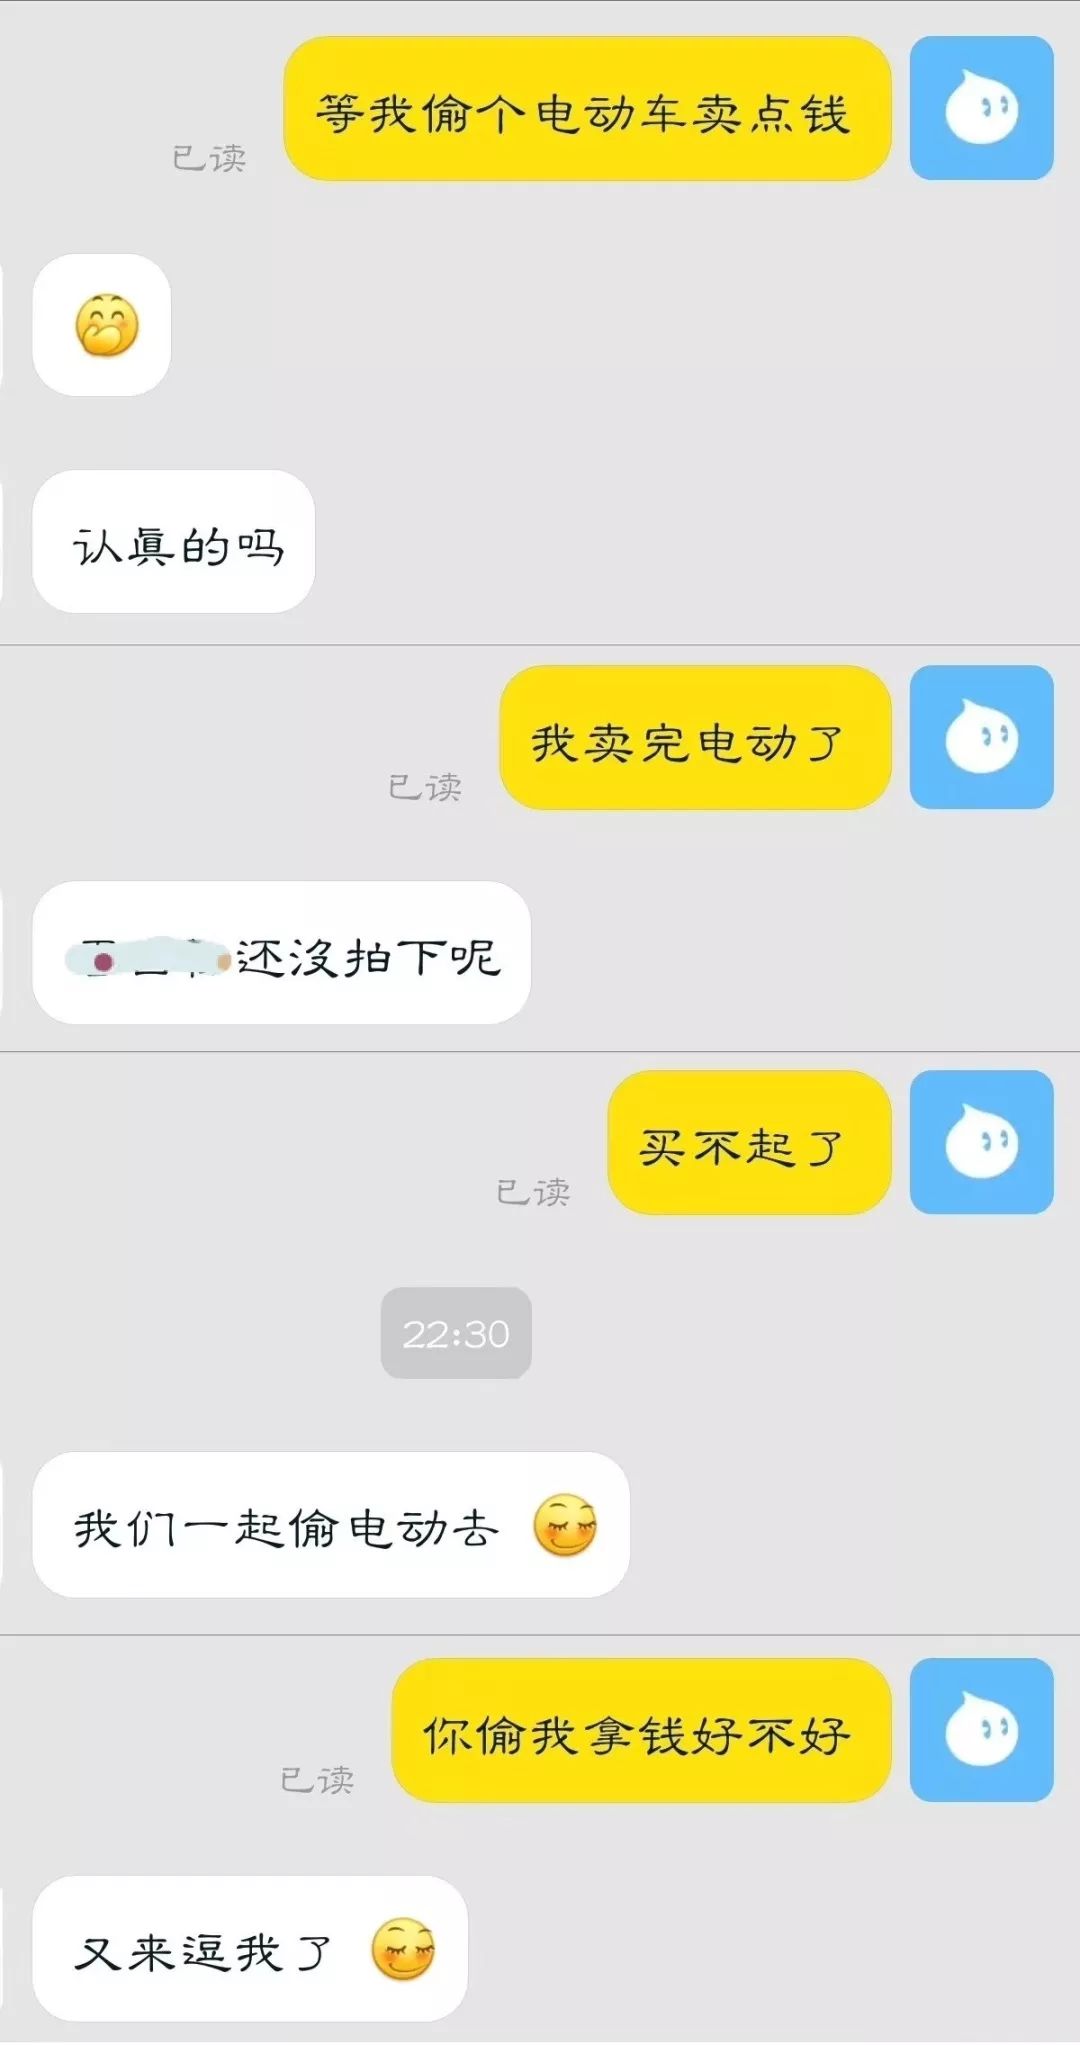 等我偷个电动车卖点钱
已读
认真的吗
我卖完电动了
已读
还没拍下呢
买不起了
已读
22:30
我们一起偷电动去
你偷我拿钱好不好
已读
又来逗我了